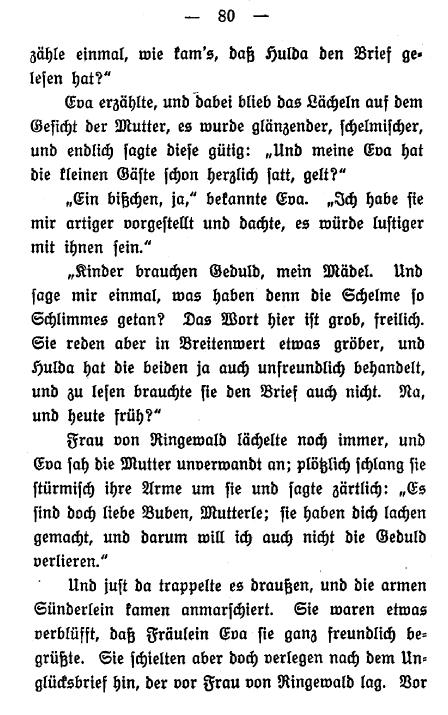 — 80 —
zähle einmal, wie kam's, daß Hulda den Brief ge-
lesen hat?“
Eva erzählte, und dabei blieb das Lächeln auf dem
Gesicht der Mutter, es wurde glänzender, schelmischer,
und endlich sagte diese gütig: „Und meine Eva hat
die kleinen Gäste schon herzlich satt, gelt?“
„Ein bißchen, ja,“ bekannte Eva. „Ich habe sie
mir artiger vorgestellt und dachte, es würde lustiger
mit ihnen sein.“
„Kinder brauchen Geduld, mein Mädel. Und
sage mir einmal, was haben denn die Schelme so
Schlimmes getan? Das Wort hier ist grob, freilich.
Sie reden aber in Breitenwert etwas gröber, und
Hulda hat die beiden ja auch unfreundlich behandelt,
und zu lesen brauchte sie den Brief auch nicht. Na,
und heute früh?“
Frau von Ringewald lächelte noch immer, und
Eva sah die Mutter unverwandt an; plötzlich schlang sie
stürmisch ihre Arme um sie und sagte zärtlich: „Es
sind doch liebe Buben, Mutterle; sie haben dich lachen
gemacht, und darum will ich auch nicht die Geduld
verlieren.“
Und just da trappelte es draußen, und die armen
Sünderlein kamen anmarschiert. Sie waren etwas
verblüfft, daß Fräulein Eva sie ganz freundlich be-
grüßte. Sie schielten aber doch verlegen nach dem Un-
glücksbrief hin, der vor Frau von Ringewald lag. Vor